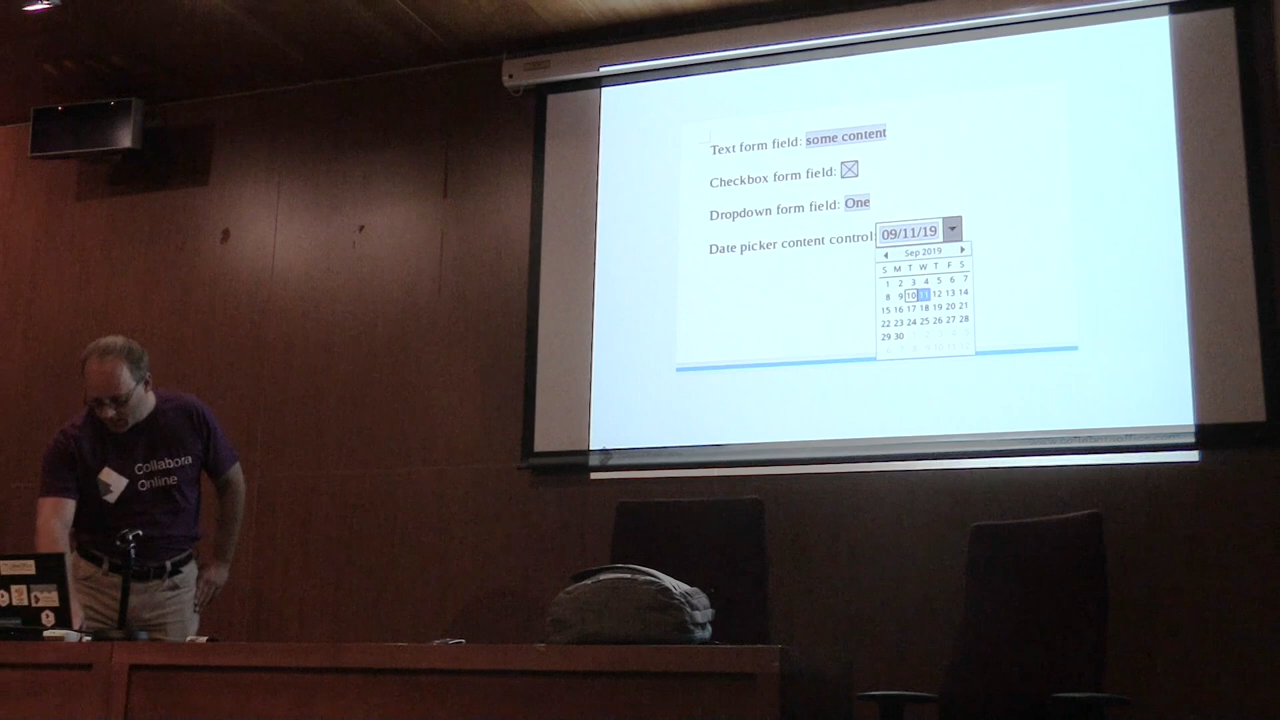 Text form field: some content
Checkbox form field:
Dropdown form field: One
Date picker content control: 09/11/19
Sep 2019
S M T W T F S
1 2 3 4 5 6 7
8 9 10 11 12 13 14
15 16 17 18 19 20 21
22 23 24 25 26 27 28
29 30
Collabora
Online